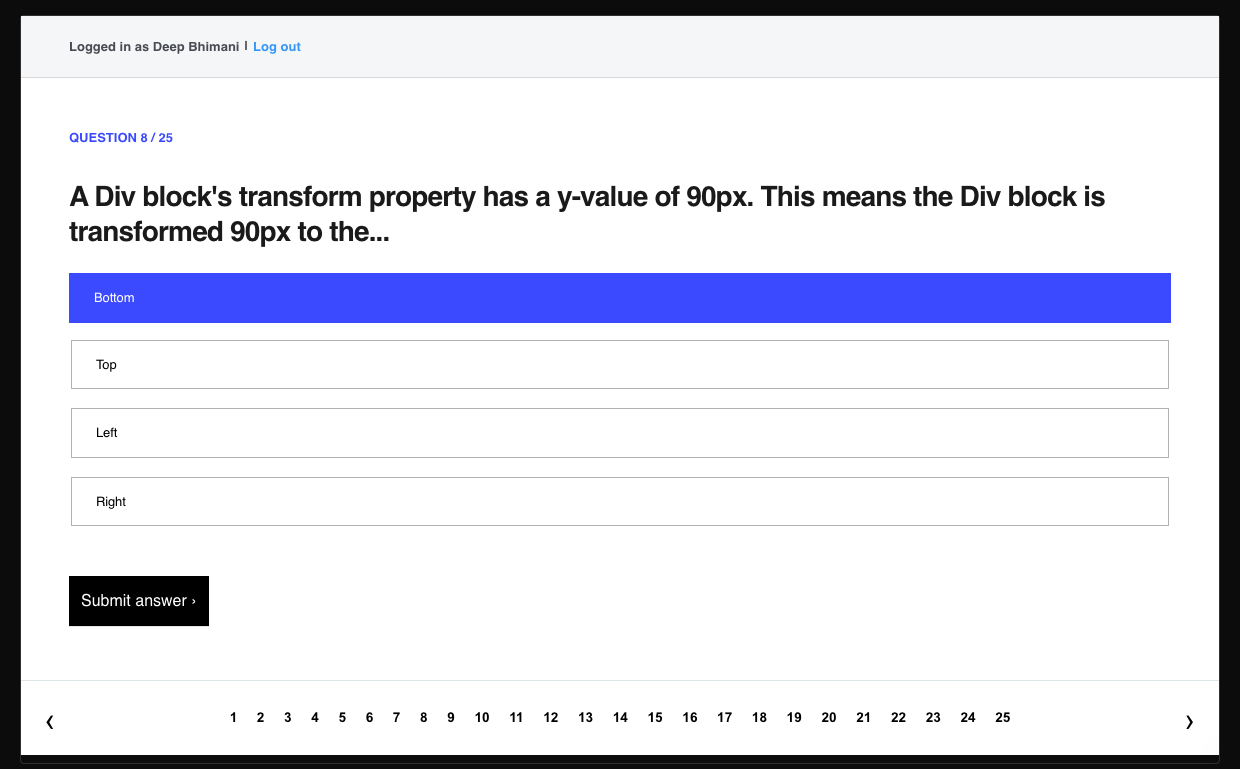 Logged in as Deep Bhimani | Log out
QUESTION 8 / 25
A Div block's transform property has a y-value of 90px. This means the Div block is
transformed 90px to the...
Bottom
Top
Left
Right
Submit answer ›
‹ 1 2 3 4 5 6 7 8 9 10 11 12 13 14 15 16 17 18 19 20 21 22 23 24 25 ›